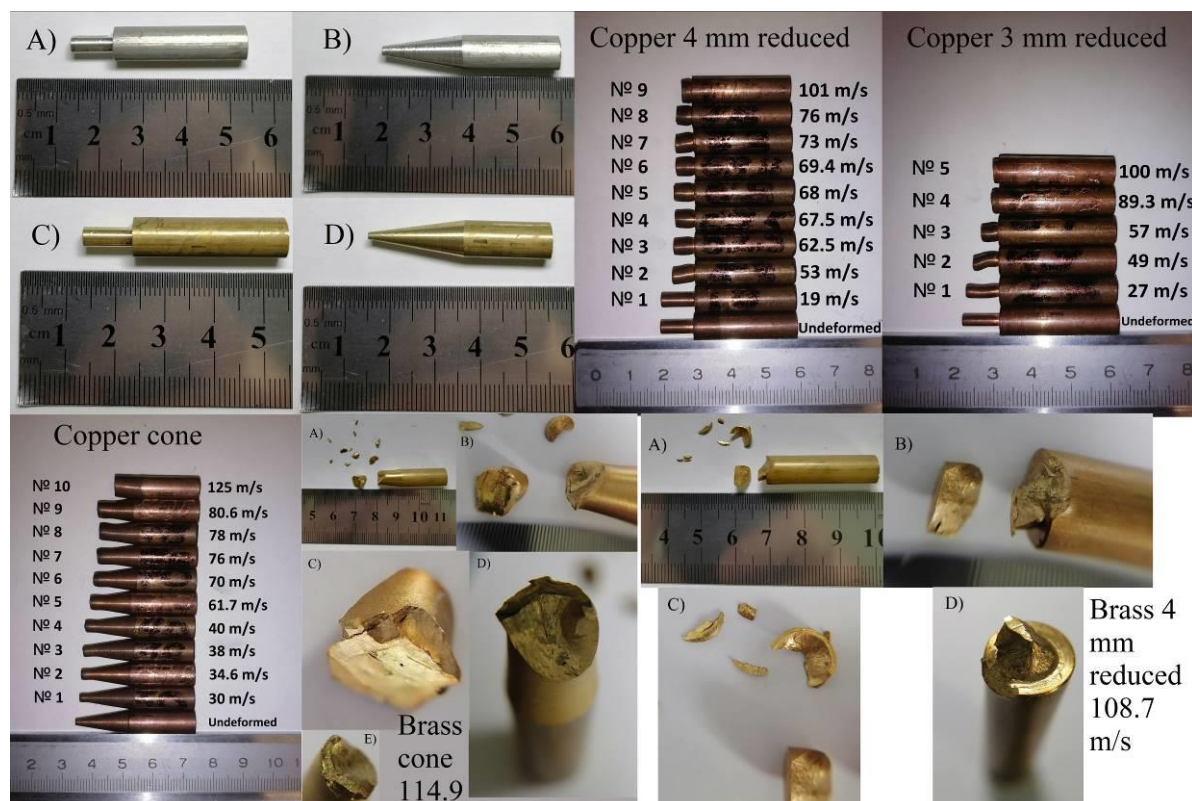 A)
0.5 mm
cm 1 2 3 4 5 6
mm
B)
0.5 mm
cm 1 2 3 4 5 6
mm
C)
0.5 mm
cm 1 2 3 4 5
mm
D)
0.5 mm
cm 1 2 3 4 5 6
mm
Copper 4 mm reduced
№ 9 101 m/s
№ 8 76 m/s
№ 7 73 m/s
№ 6 69.4 m/s
№ 5 68 m/s
№ 4 67.5 m/s
№ 3 62.5 m/s
№ 2 53 m/s
№ 1 19 m/s
Undeformed
0 1 2 3 4 5 6 7 8
Copper 3 mm reduced
№ 5 100 m/s
№ 4 89.3 m/s
№ 3 57 m/s
№ 2 49 m/s
№ 1 27 m/s
Undeformed
1 2 3 4 5 6 7 8
Copper cone
№ 10 125 m/s
№ 9 80.6 m/s
№ 8 78 m/s
№ 7 76 m/s
№ 6 70 m/s
№ 5 61.7 m/s
№ 4 40 m/s
№ 3 38 m/s
№ 2 34.6 m/s
№ 1 30 m/s
Undeformed
2 3 4 5 6 7 8 9 10
A)
5 6 7 8 9 10 11
B)
C)
D)
E)
Brass
cone
114.9
A)
4 5 6 7 8 9
B)
C)
D)
Brass 4
mm
reduced
108.7
m/s